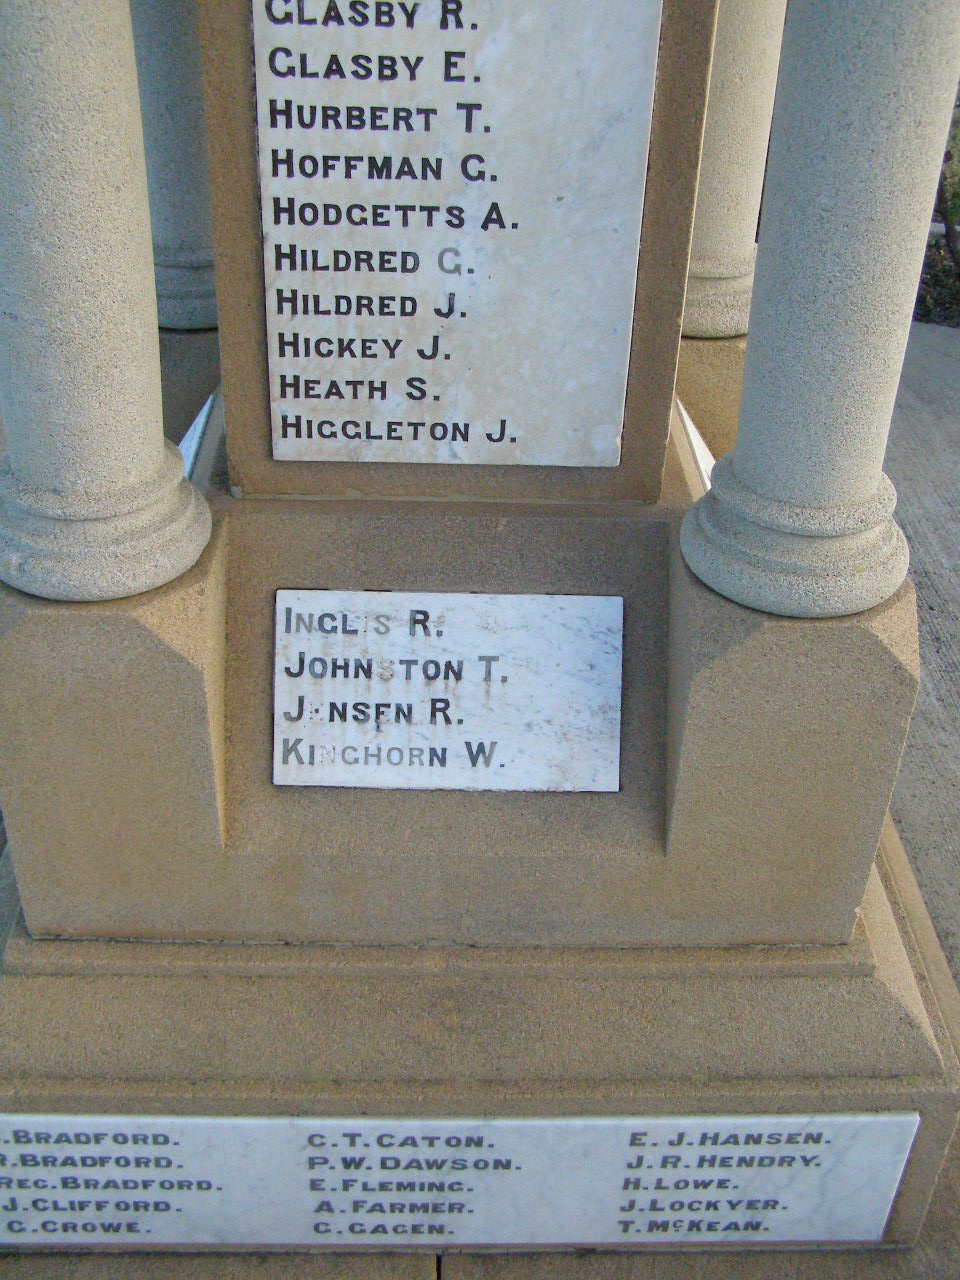 GLASBY R.
GLASBY E.
HURBERT T.
HOFFMAN G.
HODGETTS A.
HILDRED G.
HILDRED J.
HICKEY J.
HEATH S.
HIGGLETON J.
INGLIS R.
JOHNSTON T.
JENSEN R.
KINGHORN W.
BRADFORD. C.T.CATON E.J.HANSEN.
R.BRADFORD. P.W.DAWSON. J.R.HENDRY.
REG.BRADFORD. E.FLEMING. H.LOWE.
J.CLIFFORD. A.FARMER. J.LOCKYER.
C.CROWE. C.GAGEN. T.McKEAN.